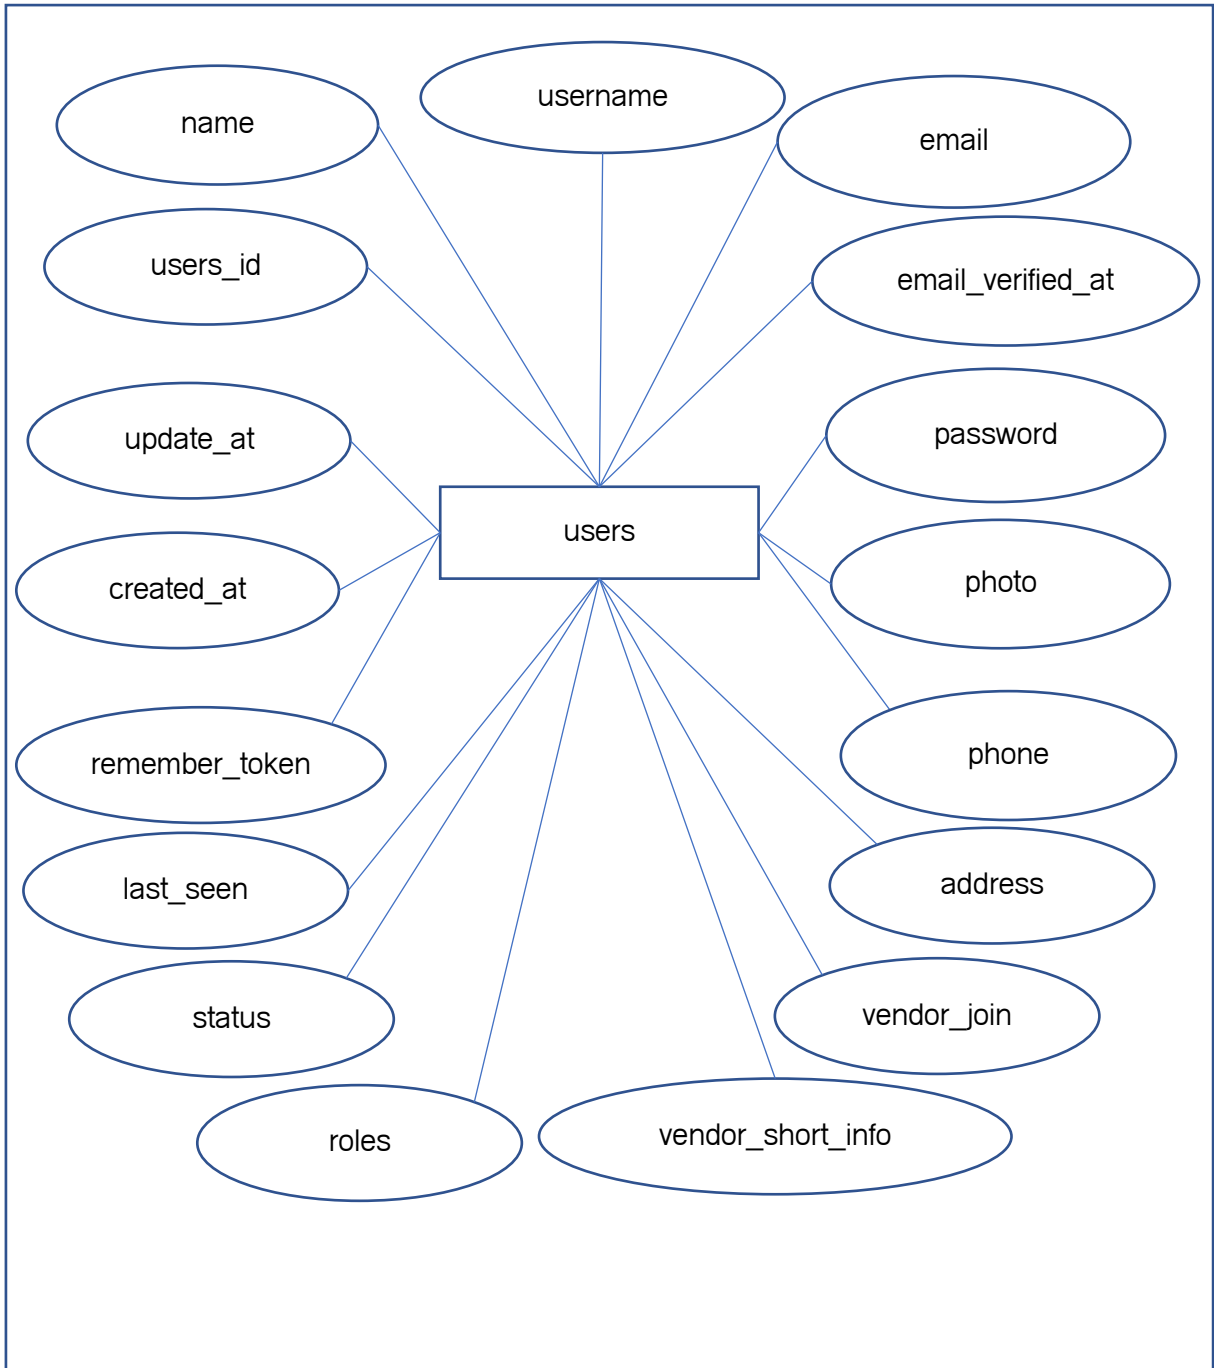 username
name
email
users_id
email_verified_at
update_at
password
users
created_at
photo
remember_token
phone
last_seen
address
status
vendor_join
roles
vendor_short_info